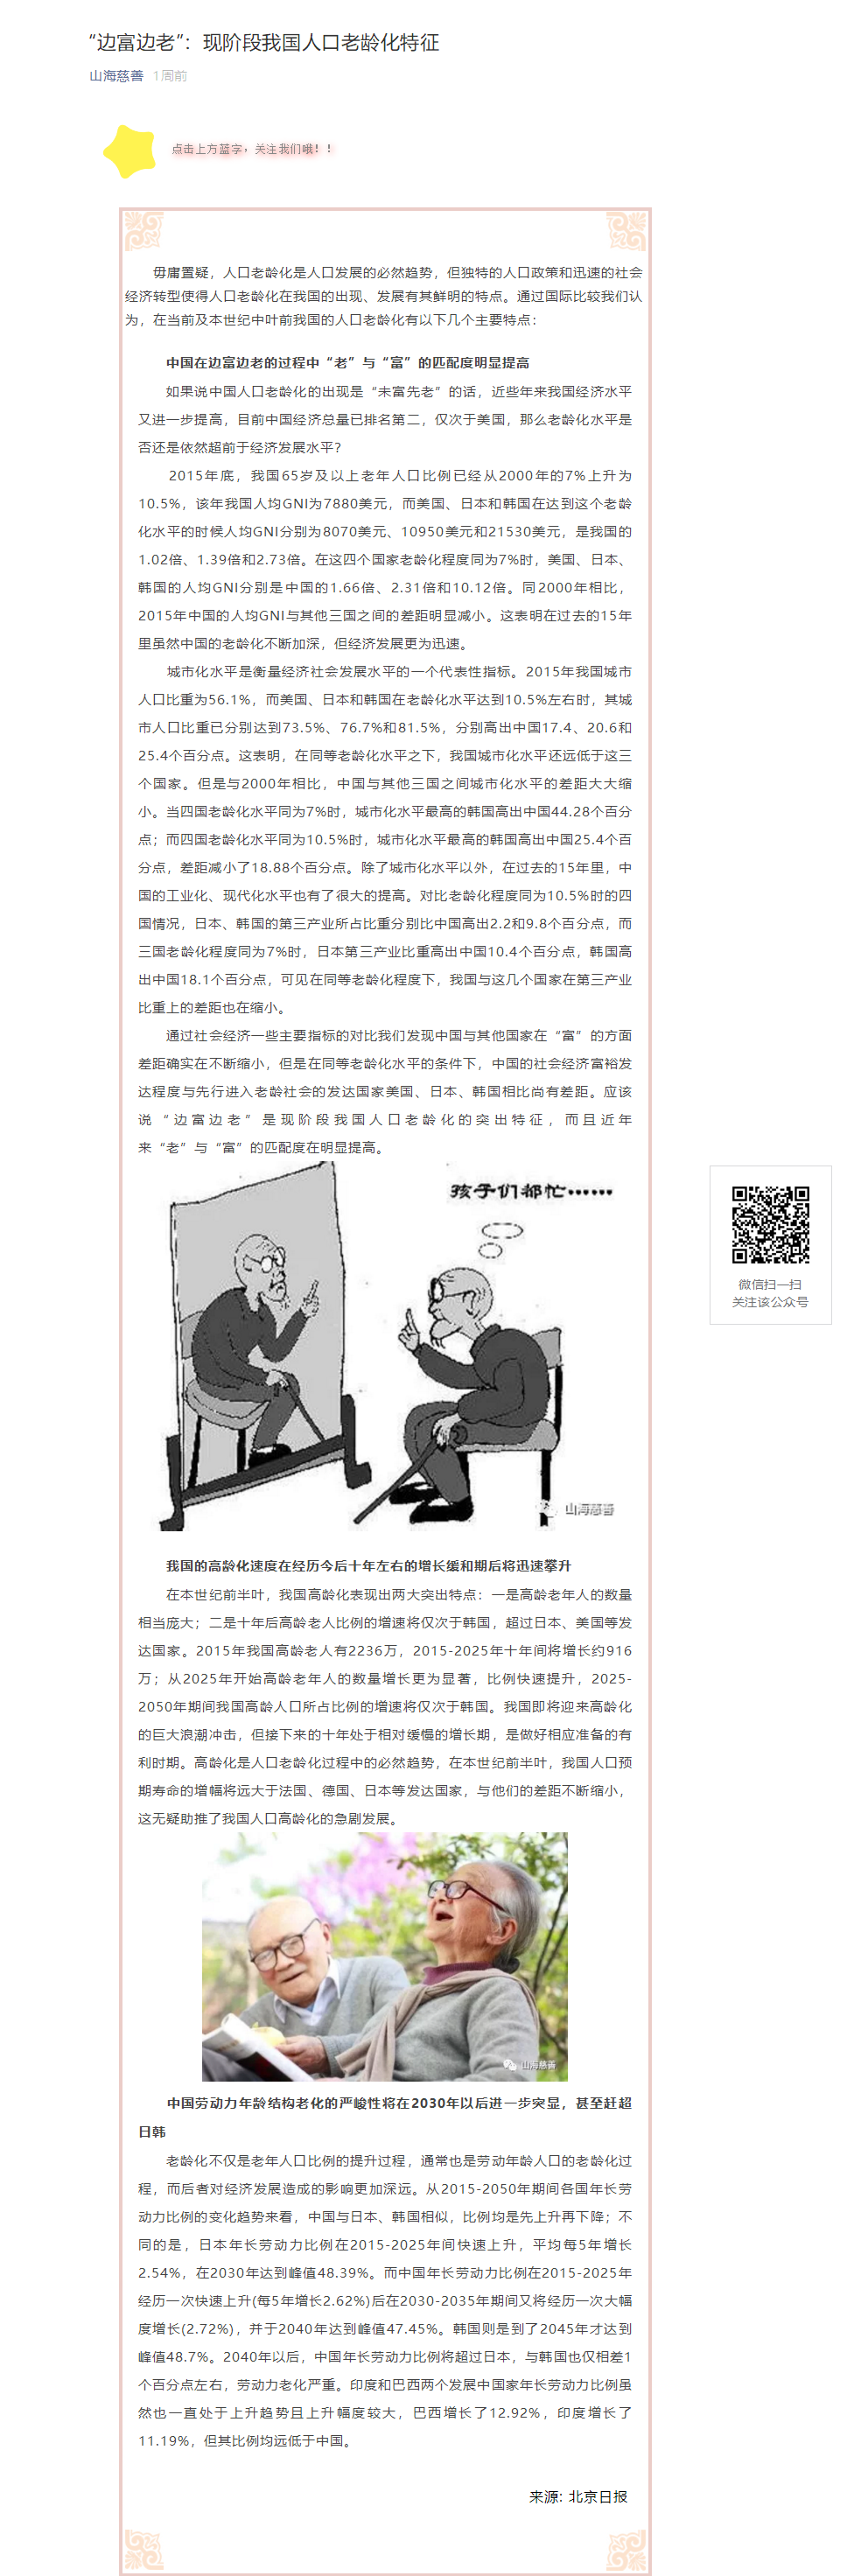 “边富边老”：现阶段我国人口老龄化特征
山海慈善 1周前
点击上方蓝字，关注我们哦！！
毋庸置疑，人口老龄化是人口发展的必然趋势，但独特的人口政策和迅速的社会
经济转型使得人口老龄化在我国的出现、发展有其鲜明的特点。通过国际比较我们认
为，在当前及本世纪中叶前我国的人口老龄化有以下几个主要特点：
中国在边富边老的过程中“老”与“富”的匹配度明显提高
如果说中国人口老龄化的出现是“未富先老”的话，近些年来我国经济水平
又进一步提高，目前中国经济总量已排名第二，仅次于美国，那么老龄化水平是
否还是依然超前于经济发展水平？
2015年底，我国65岁及以上老年人口比例已经从2000年的7%上升为
10.5%，该年我国人均GNI为7880美元，而美国、日本和韩国在达到这个老龄
化水平的时候人均GNI分别为8070美元、10950美元和21530美元，是我国的
1.02倍、1.39倍和2.73倍。在这四个国家老龄化程度同为7%时，美国、日本、
韩国的人均GNI分别是中国的1.66倍、2.31倍和10.12倍。同2000年相比，
2015年中国的人均GNI与其他三国之间的差距明显减小。这表明在过去的15年
里虽然中国的老龄化不断加深，但经济发展更为迅速。
城市化水平是衡量经济社会发展水平的一个代表性指标。2015年我国城市
人口比重为56.1%，而美国、日本和韩国在老龄化水平达到10.5%左右时，其城
市人口比重已分别达到73.5%、76.7%和81.5%，分别高出中国17.4、20.6和
25.4个百分点。这表明，在同等老龄化水平之下，我国城市化水平还远低于这三
个国家。但是与2000年相比，中国与其他三国之间城市化水平的差距大大缩
小。当四国老龄化水平同为7%时，城市化水平最高的韩国高出中国44.28个百分
点；而四国老龄化水平同为10.5%时，城市化水平最高的韩国高出中国25.4个百
分点，差距减小了18.88个百分点。除了城市化水平以外，在过去的15年里，中
国的工业化、现代化水平也有了很大的提高。对比老龄化程度同为10.5%时的四
国情况，日本、韩国的第三产业所占比重分别比中国高出2.2和9.8个百分点，而
三国老龄化程度同为7%时，日本第三产业比重高出中国10.4个百分点，韩国高
出中国18.1个百分点，可见在同等老龄化程度下，我国与这几个国家在第三产业
比重上的差距也在缩小。
通过社会经济一些主要指标的对比我们发现中国与其他国家在“富”的方面
差距确实在不断缩小，但是在同等老龄化水平的条件下，中国的社会经济富裕发
达程度与先行进入老龄社会的发达国家美国、日本、韩国相比尚有差距。应该
说“边富边老”是现阶段我国人口老龄化的突出特征，而且近年
来“老”与“富”的匹配度在明显提高。
孩子们都忙……
山海慈善
微信扫一扫
关注该公众号
我国的高龄化速度在经历今后十年左右的增长缓和期后将迅速攀升
在本世纪前半叶，我国高龄化表现出两大突出特点：一是高龄老年人的数量
相当庞大；二是十年后高龄老人比例的增速将仅次于韩国，超过日本、美国等发
达国家。2015年我国高龄老人有2236万，2015-2025年十年间将增长约916
万；从2025年开始高龄老年人的数量增长更为显著，比例快速提升，2025-
2050年期间我国高龄人口所占比例的增速将仅次于韩国。我国即将迎来高龄化
的巨大浪潮冲击，但接下来的十年处于相对缓慢的增长期，是做好相应准备的有
利时期。高龄化是人口老龄化过程中的必然趋势，在本世纪前半叶，我国人口预
期寿命的增幅将远大于法国、德国、日本等发达国家，与他们的差距不断缩小，
这无疑助推了我国人口高龄化的急剧发展。
山海慈善
中国劳动力年龄结构老化的严峻性将在2030年以后进一步突显，甚至赶超
日韩
老龄化不仅是老年人口比例的提升过程，通常也是劳动年龄人口的老龄化过
程，而后者对经济发展造成的影响更加深远。从2015-2050年期间各国年长劳
动力比例的变化趋势来看，中国与日本、韩国相似，比例均是先上升再下降；不
同的是，日本年长劳动力比例在2015-2025年间快速上升，平均每5年增长
2.54%，在2030年达到峰值48.39%。而中国年长劳动力比例在2015-2025年
经历一次快速上升(每5年增长2.62%)后在2030-2035年期间又将经历一次大幅
度增长(2.72%)，并于2040年达到峰值47.45%。韩国则是到了2045年才达到
峰值48.7%。2040年以后，中国年长劳动力比例将超过日本，与韩国也仅相差1
个百分点左右，劳动力老化严重。印度和巴西两个发展中国家年长劳动力比例虽
然也一直处于上升趋势且上升幅度较大，巴西增长了12.92%，印度增长了
11.19%，但其比例均远低于中国。
来源: 北京日报